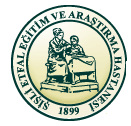 ŞİŞLİ ETFAL EĞİTİM VE ARAŞTIRMA HASTANESİ
1899